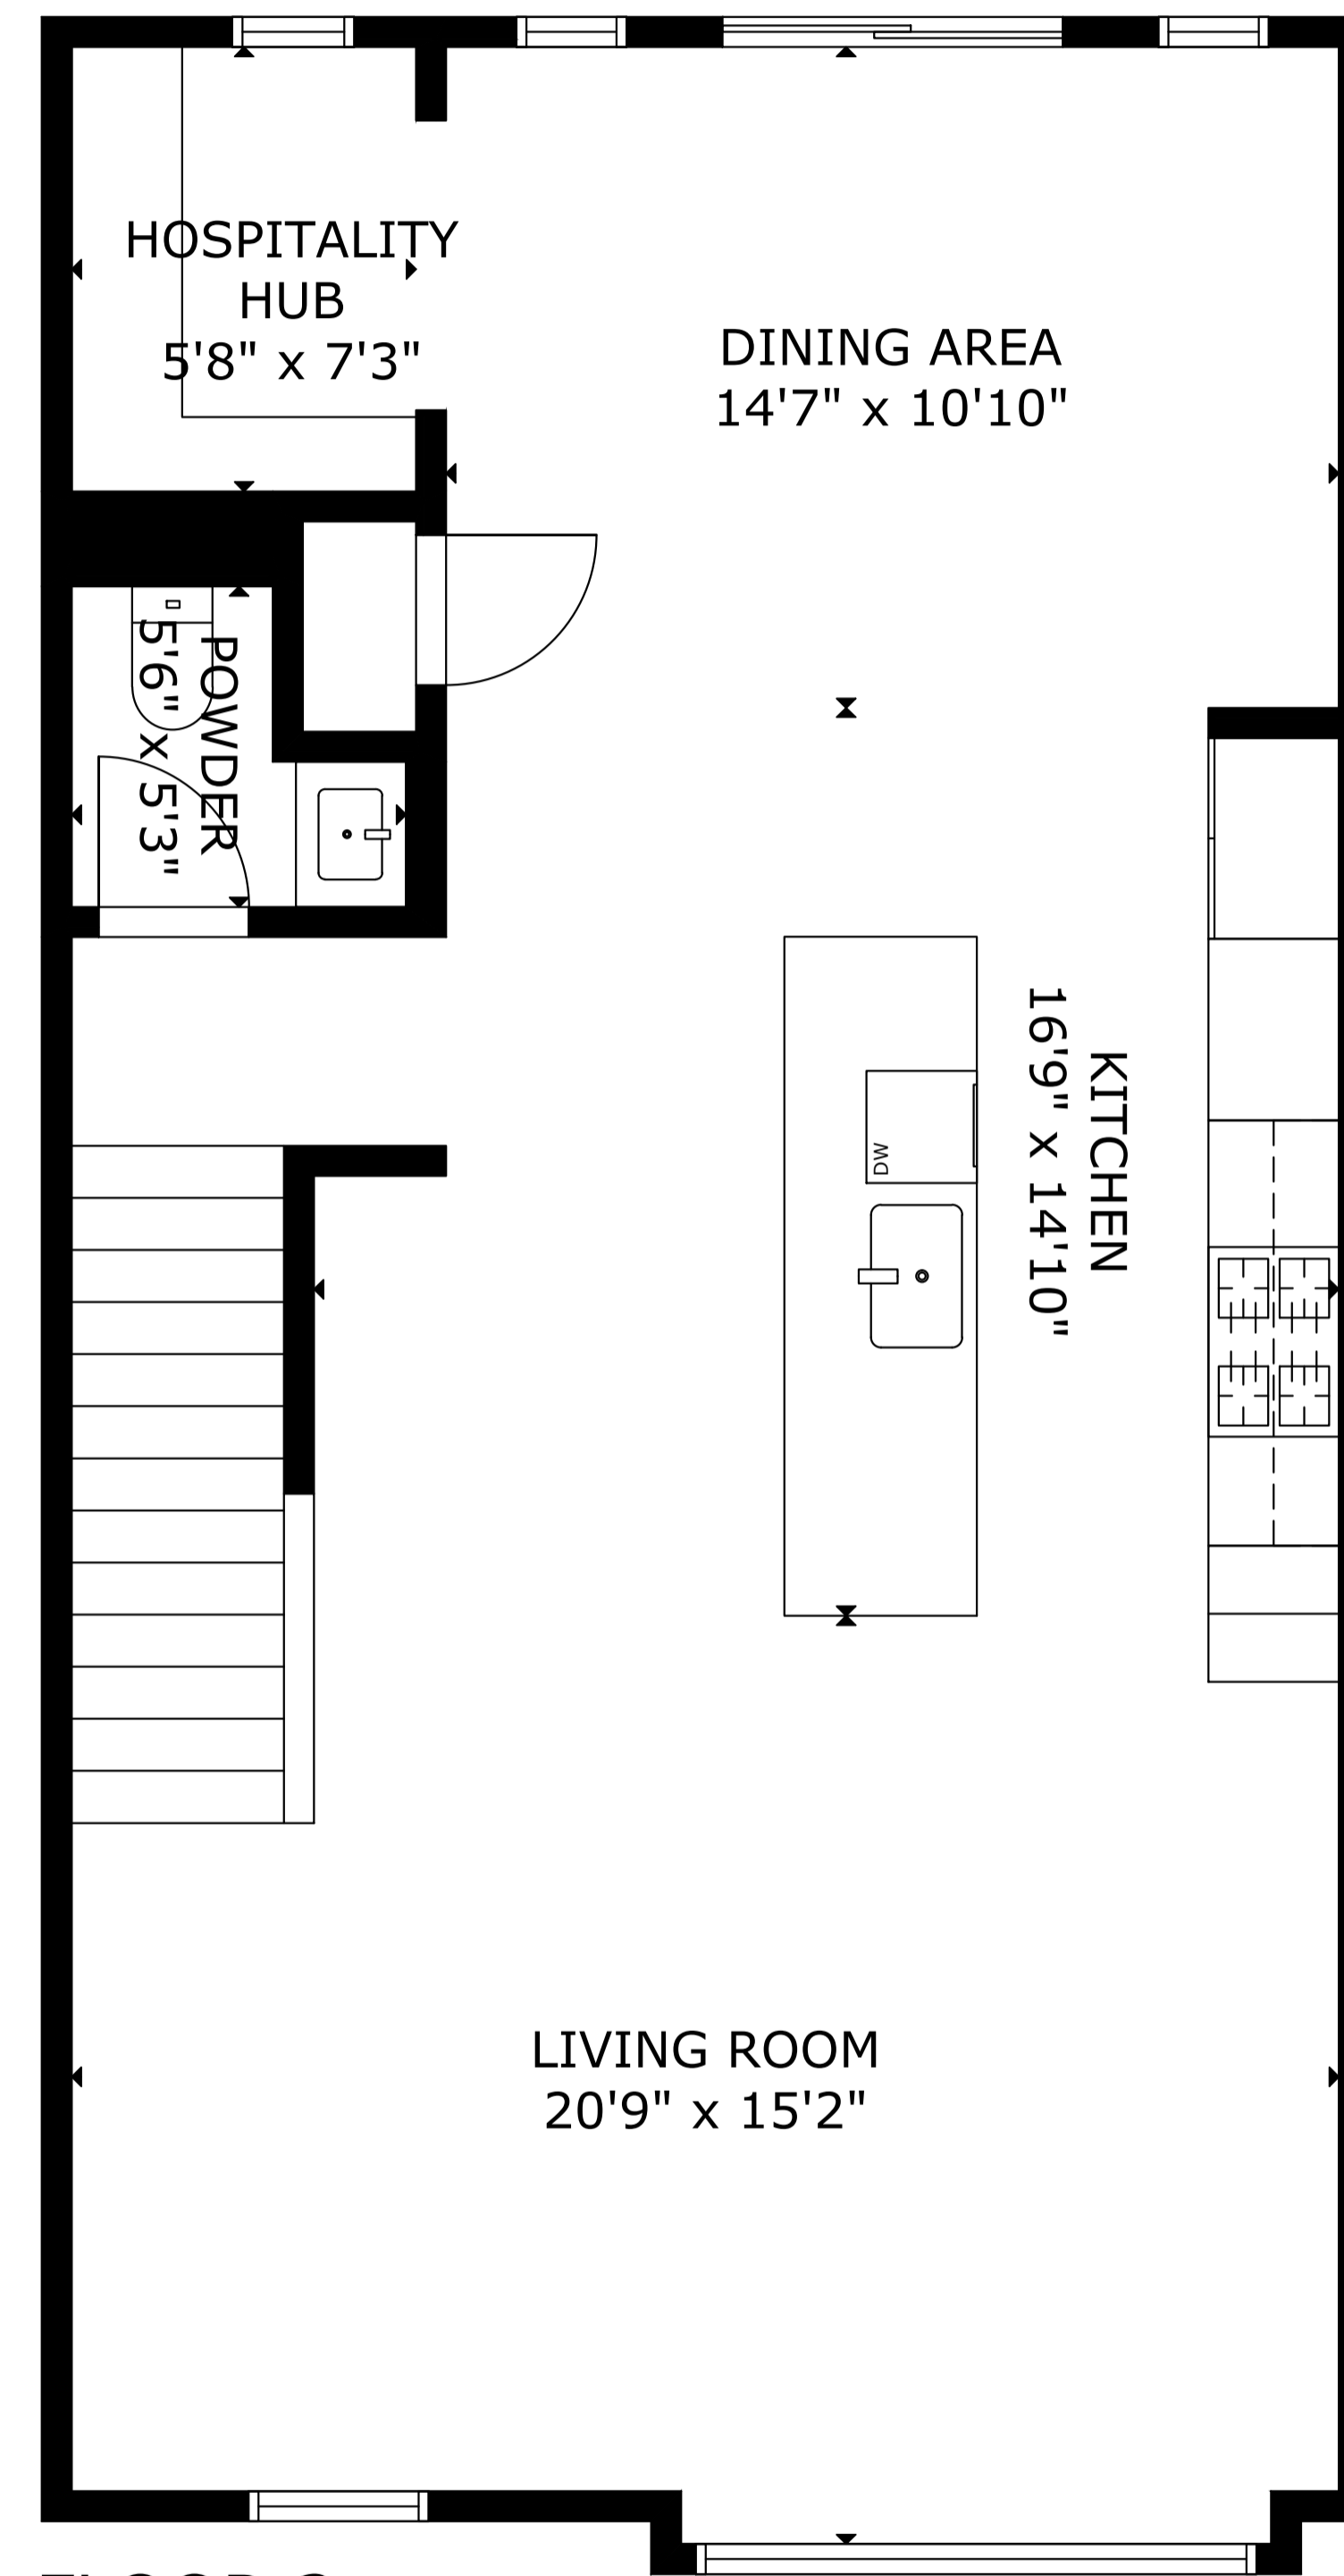 HOSPITALITY
HUB
5'8" x 7'3"
DINING AREA
14'7" x 10'10"
POWDER
5'6" x 5'3"
KITCHEN
16'9" x 14'10"
DW
LIVING ROOM
20'9" x 15'2"